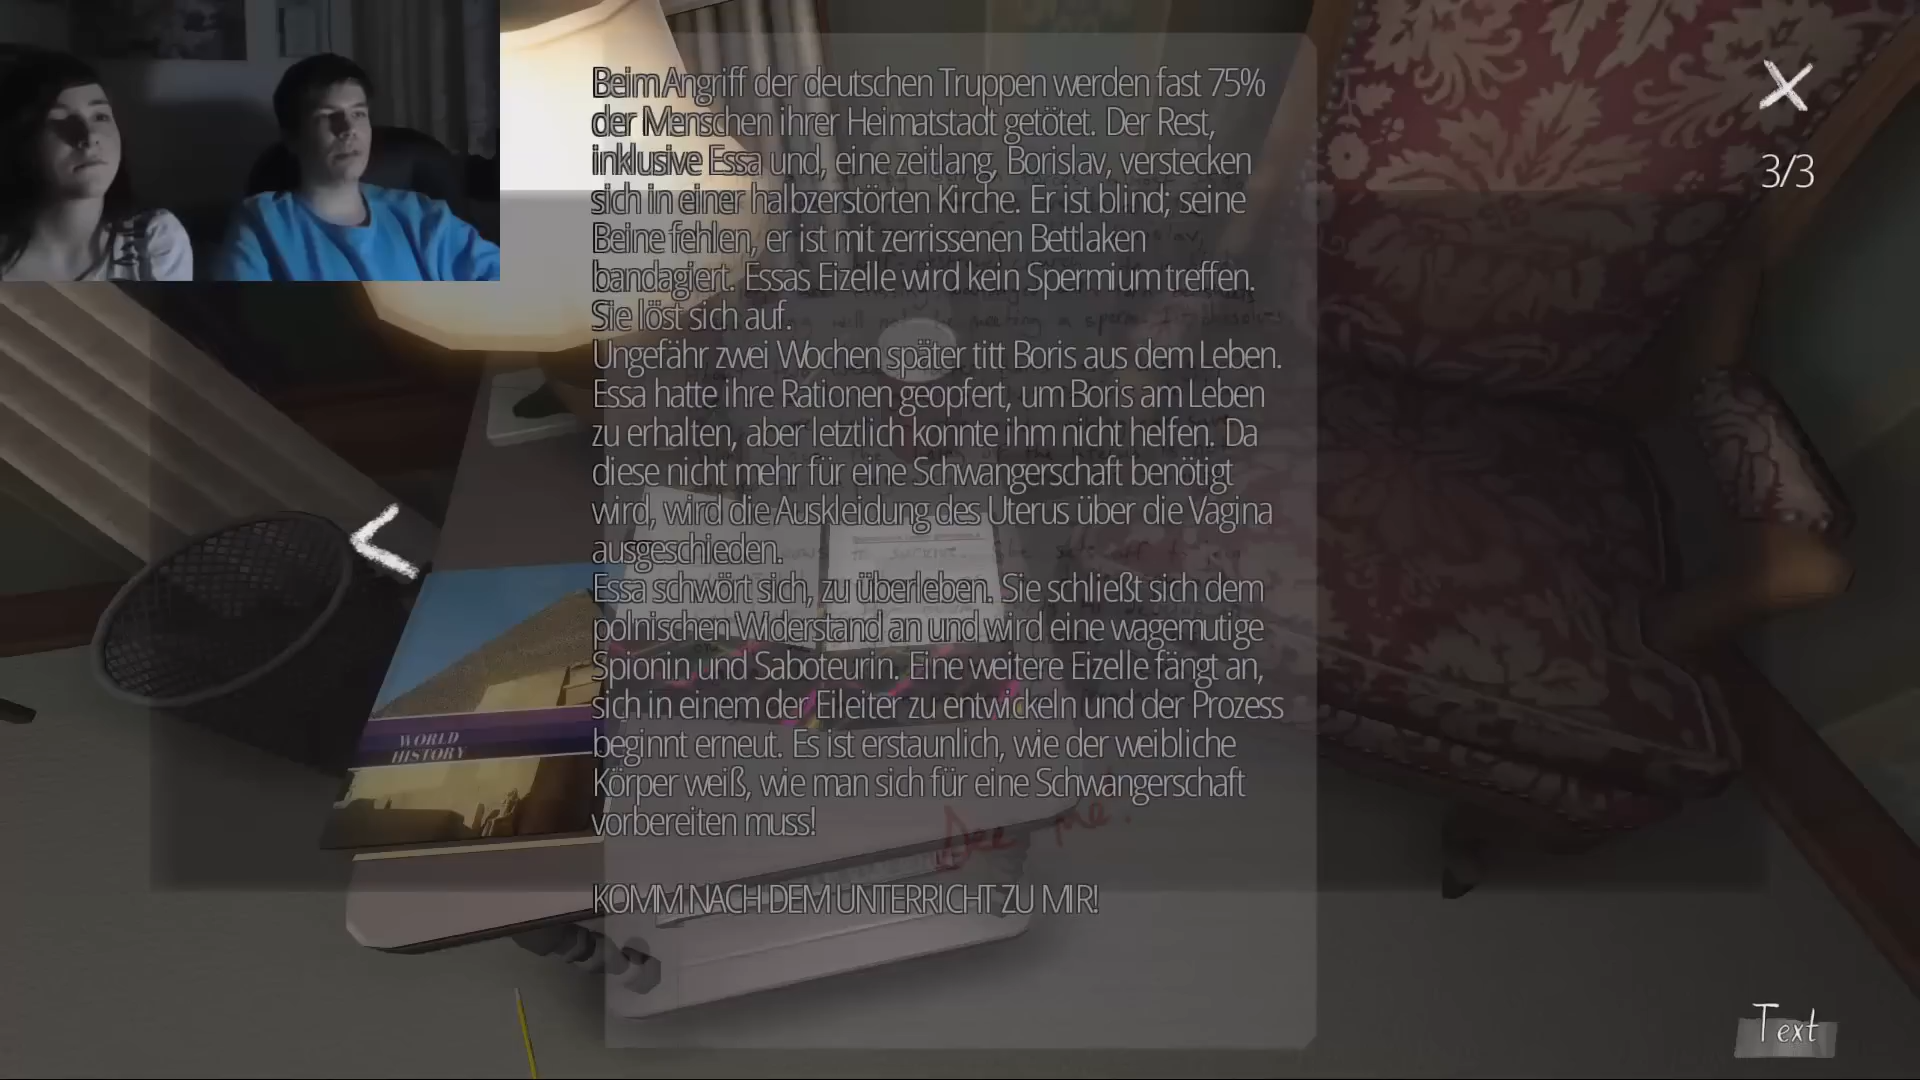 Beim Angriff der deutschen Truppen werden fast 75%
der Menschen ihrer Heimatstadt getötet. Der Rest,
inklusive Essa und, eine zeitlang, Borislav, verstecken
sich in einer halbzerstörten Kirche. Er ist blind; seine
Beine fehlen, er ist mit zerrissenen Bettlaken
bandagiert. Essas Eizelle wird kein Spermium treffen.
Sie löst sich auf.
Ungefähr zwei Wochen später titt Boris aus dem Leben.
Essa hatte ihre Rationen geopfert, um Boris am Leben
zu erhalten, aber letztlich konnte ihm nicht helfen. Da
diese nicht mehr für eine Schwangerschaft benötigt
wird, wird die Auskleidung des Uterus über die Vagina
ausgeschieden.
Essa schwört sich, zu überleben. Sie schließt sich dem
polnischen Widerstand an und wird eine wagemutige
Spionin und Saboteurin. Eine weitere Eizelle fängt an,
sich in einem der Eileiter zu entwickeln und der Prozess
beginnt erneut. Es ist erstaunlich, wie der weibliche
Körper weiß, wie man sich für eine Schwangerschaft
vorbereiten muss!
KOMM NACH DEM UNTERRICHT ZU MIR!
3/3
WORLD
HISTORY
me!
Text